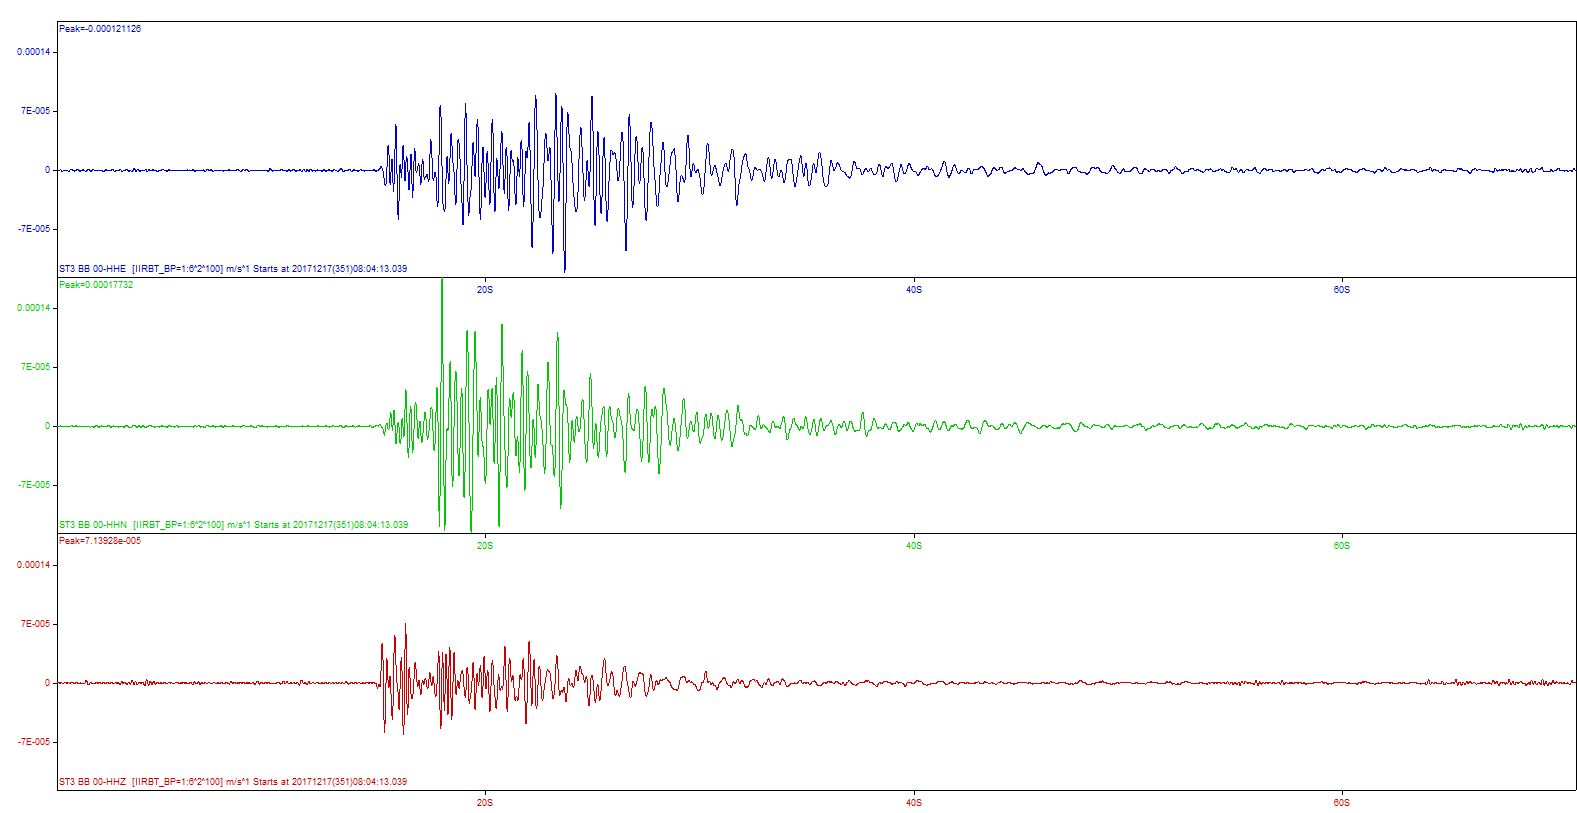 Peak=-0.000121126
0.00014
7E-005
0
-7E-005
ST3 BB 00-HHE [IIRBT_BP=1:6^2^100] m/s^1 Starts at 20171217(351)08:04:13.039
20S 40S 60S
Peak=0.00017732
0.00014
7E-005
0
-7E-005
ST3 BB 00-HHN [IIRBT_BP=1:6^2^100] m/s^1 Starts at 20171217(351)08:04:13.039
20S 40S 60S
Peak=7.13928e-005
0.00014
7E-005
0
-7E-005
ST3 BB 00-HHZ [IIRBT_BP=1:6^2^100] m/s^1 Starts at 20171217(351)08:04:13.039
20S 40S 60S